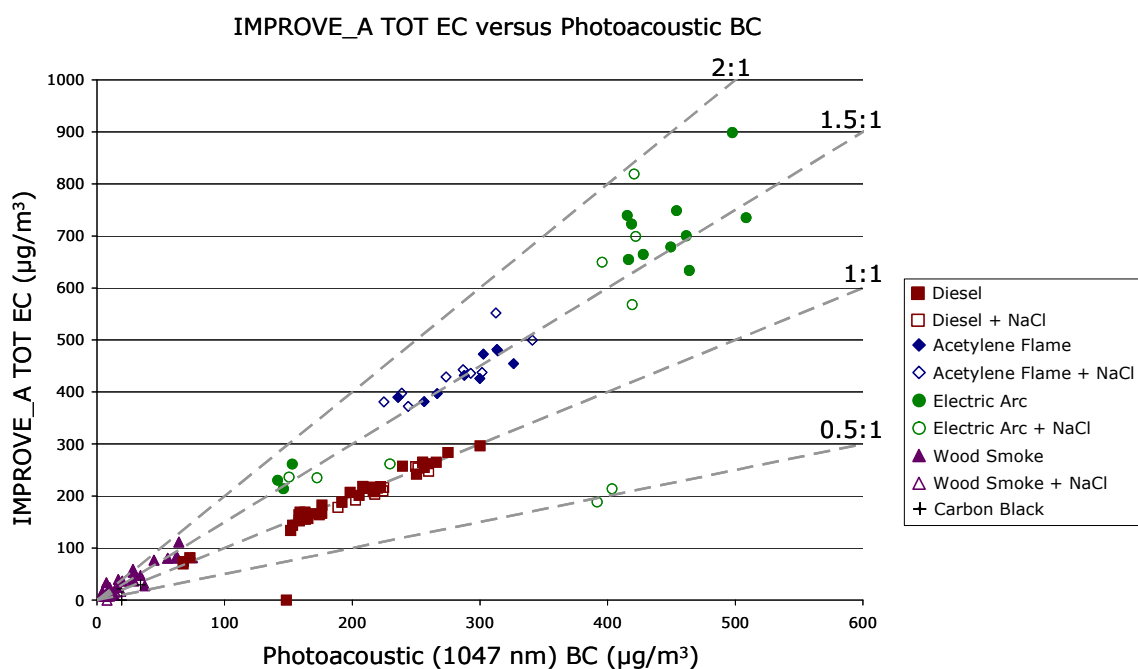 IMPROVE_A TOT EC versus Photoacoustic BC
2:1
1.5:1
1:1
0.5:1
IMPROVE_A TOT EC (µg/m³)
1000
900
800
700
600
500
400
300
200
100
0
0 100 200 300 400 500 600
Photoacoustic (1047 nm) BC (µg/m³)
Diesel
Diesel + NaCl
Acetylene Flame
Acetylene Flame + NaCl
Electric Arc
Electric Arc + NaCl
Wood Smoke
Wood Smoke + NaCl
Carbon Black